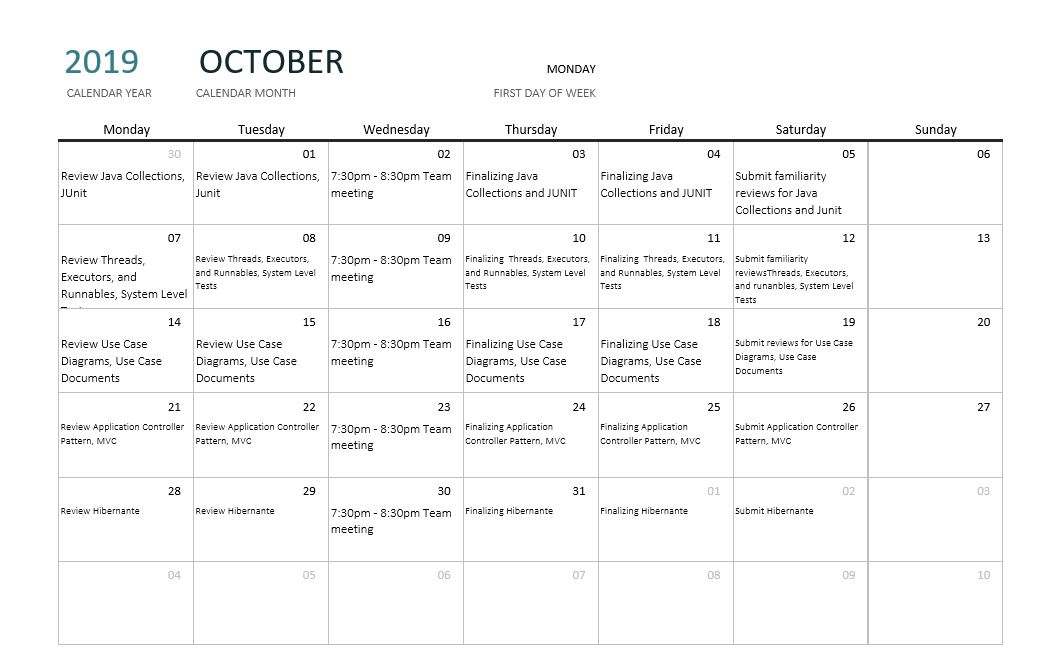 2019 OCTOBER MONDAY
CALENDAR YEAR CALENDAR MONTH FIRST DAY OF WEEK
Monday Tuesday Wednesday Thursday Friday Saturday Sunday
30 01 02 03 04 05 06
Review Java Collections, Review Java Collections, 7:30pm - 8:30pm Team Finalizing Java Finalizing Java Submit familiarity
JUnit Junit meeting Collections and JUNIT Collections and JUNIT reviews for Java
Collections and Junit
07 08 09 10 11 12 13
Review Threads, Review Threads, Executors, 7:30pm - 8:30pm Team Finalizing Threads, Executors, Finalizing Threads, Executors, Submit familiarity
Executors, and and Runnables, System Level meeting and Runnables, System Level and Runnables, System Level reviewsThreads, Executors,
Runnables, System Level Tests Tests Tests and runanbles, System Level
Tests
14 15 16 17 18 19 20
Review Use Case Review Use Case 7:30pm - 8:30pm Team Finalizing Use Case Finalizing Use Case Submit reviews for Use Case
Diagrams, Use Case Diagrams, Use Case meeting Diagrams, Use Case Diagrams, Use Case Diagrams, Use Case
Documents Documents Documents Documents Documents
21 22 23 24 25 26 27
Review Application Controller Review Application Controller 7:30pm - 8:30pm Team Finalizing Application Finalizing Application Submit Application Controller
Pattern, MVC Pattern, MVC meeting Controller Pattern, MVC Controller Pattern, MVC Pattern, MVC
28 29 30 31 01 02 03
Review Hibernante Review Hibernante 7:30pm - 8:30pm Team Finalizing Hibernante Finalizing Hibernante Submit Hibernante
meeting
04 05 06 07 08 09 10